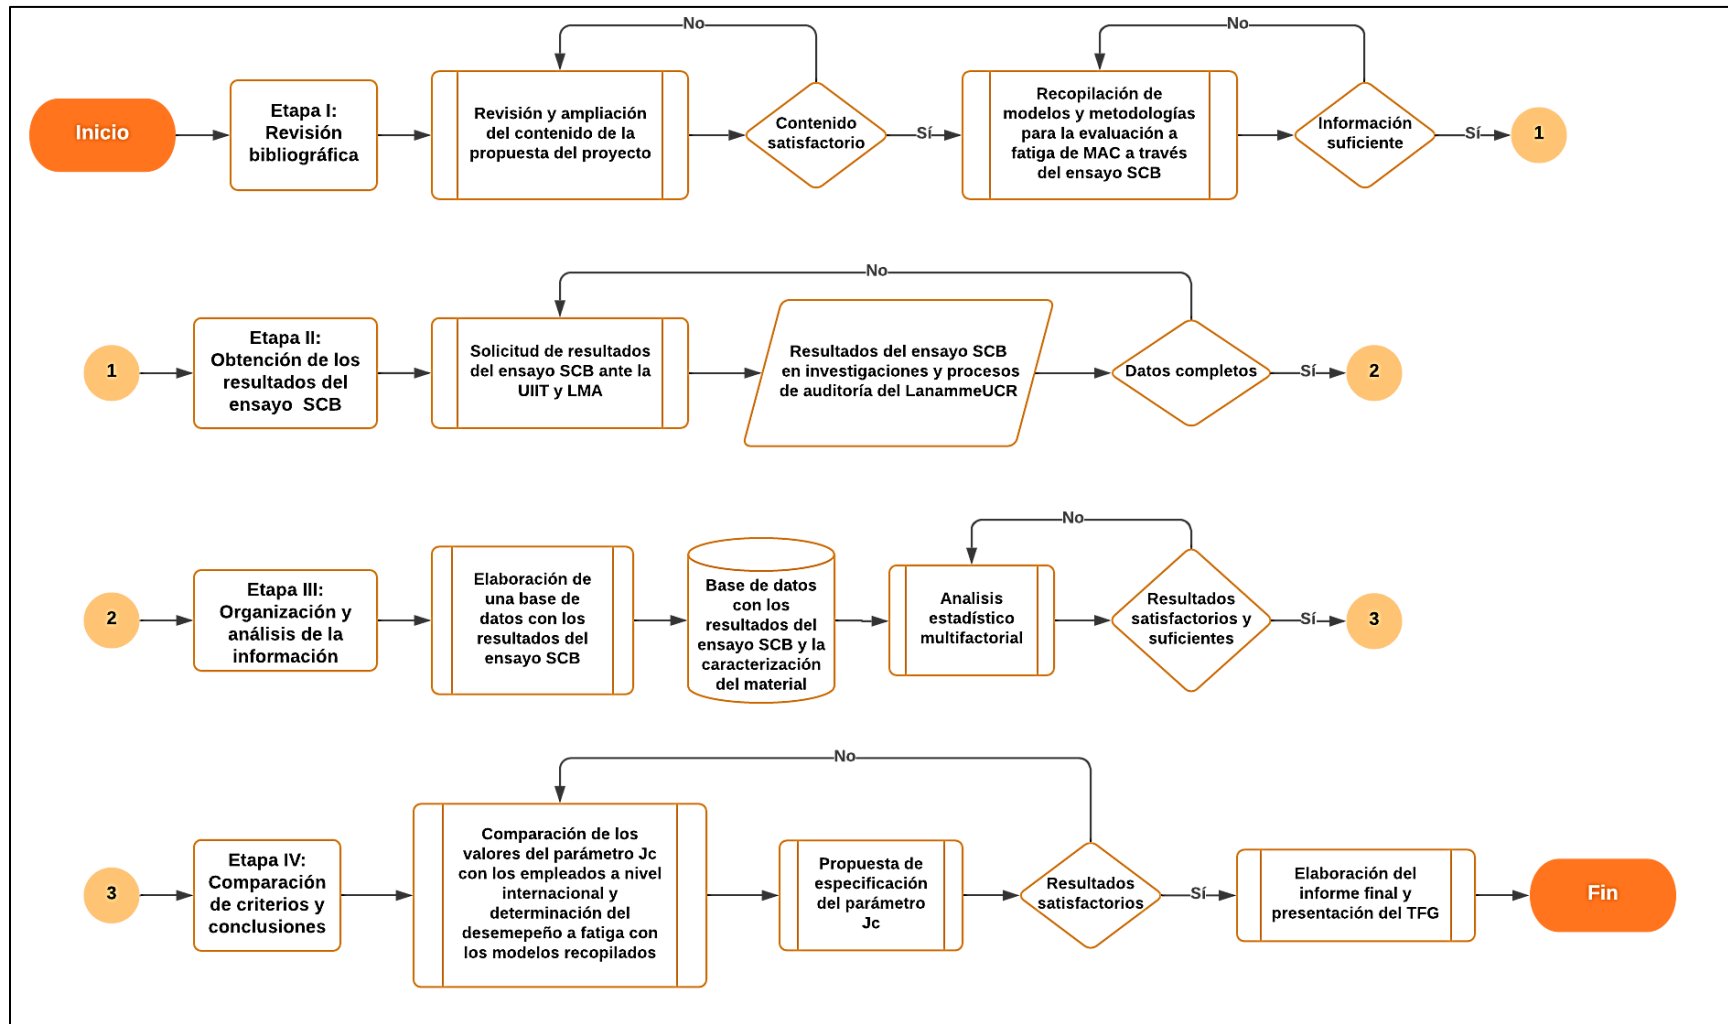 No
No
Inicio
Etapa I:
Revisión
bibliográfica
Revisión y ampliación
del contenido de la
propuesta del proyecto
Contenido
satisfactorio
Sí
Recopilación de
modelos y metodologías
para la evaluación a
fatiga de MAC a través
del ensayo SCB
Información
suficiente
Sí
1
No
1
Etapa II:
Obtención de los
resultados del
ensayo SCB
Solicitud de resultados
del ensayo SCB ante la
UIIT y LMA
Resultados del ensayo SCB
en investigaciones y procesos
de auditoría del LanammeUCR
Datos completos
Sí
2
No
2
Etapa III:
Organización y
análisis de la
información
Elaboración de
una base de
datos con los
resultados del
ensayo SCB
Base de datos
con los
resultados del
ensayo SCB y la
caracterización
del material
Analisis
estadístico
multifactorial
Resultados
satisfactorios y
suficientes
Sí
3
No
3
Etapa IV:
Comparación
de criterios y
conclusiones
Comparación de los
valores del parámetro Jc
con los empleados a nivel
internacional y
determinación del
desemepeño a fatiga con
los modelos recopilados
Propuesta de
especificación
del parámetro
Jc
Resultados
satisfactorios
Sí
Elaboración del
informe final y
presentación del TFG
Fin